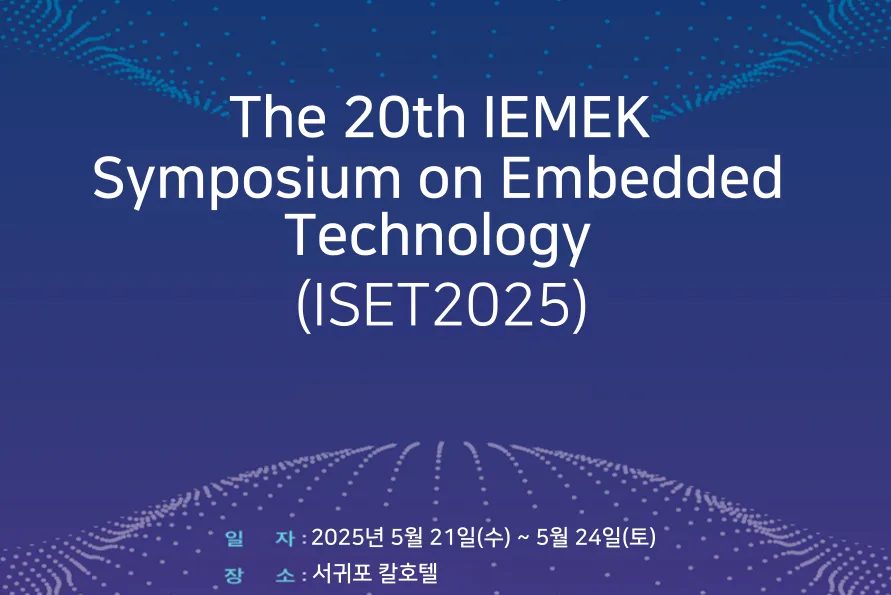 The 20th IEMEK
Symposium on Embedded
Technology
(ISET2025)
일 자 : 2025년 5월 21일(수) ~ 5월 24일(토)
장 소 : 서귀포 칼호텔